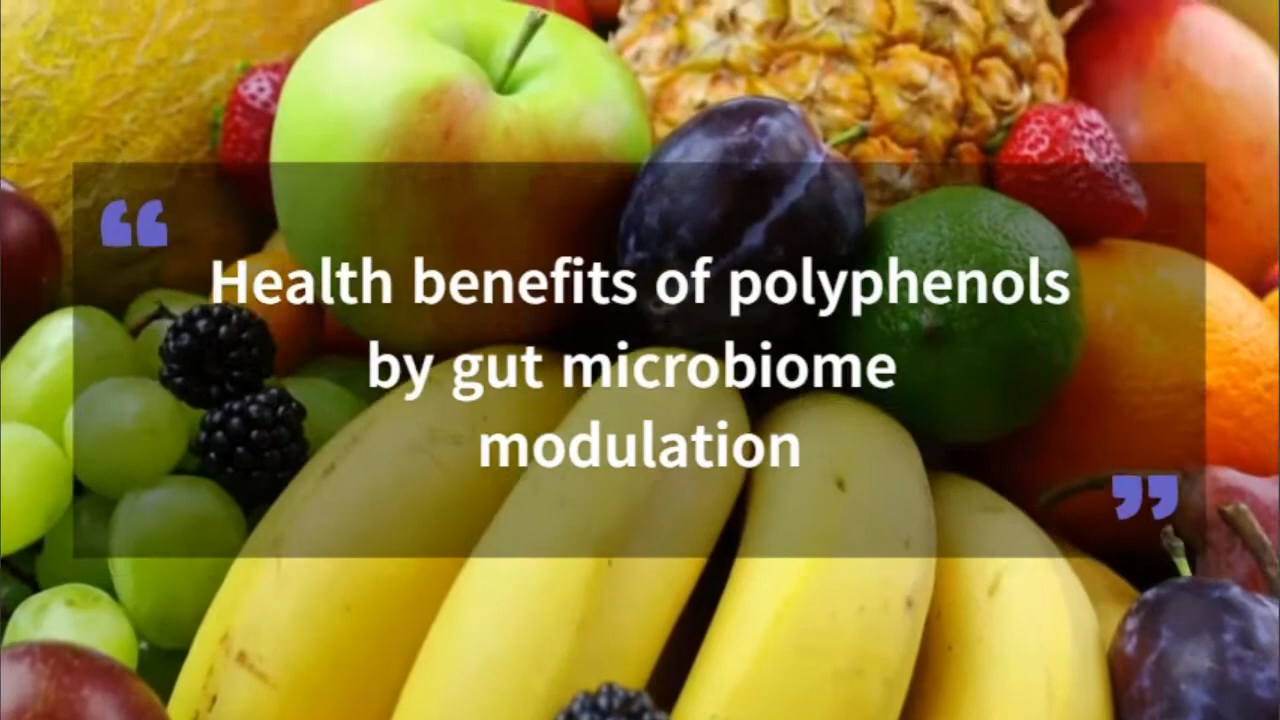 “
Health benefits of polyphenols
by gut microbiome
modulation
”